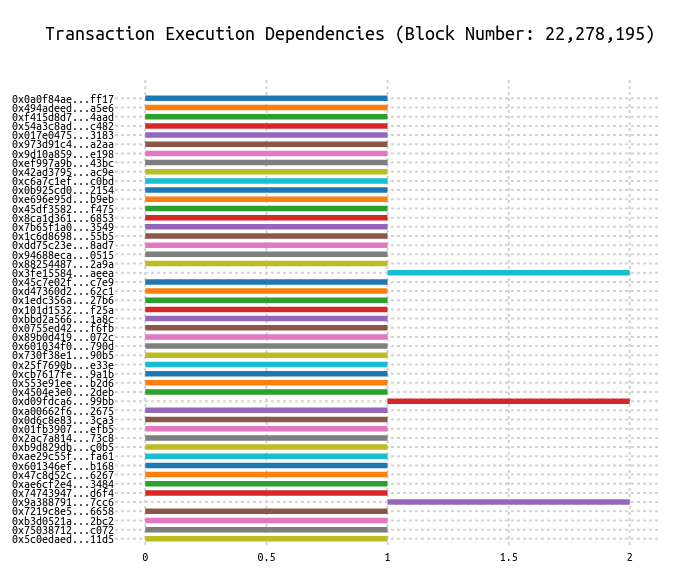 Transaction Execution Dependencies (Block Number: 22,278,195)
0x0a0f84ae...ff17
0x494adeed...a5e6
0xf415d8d7...4aad
0x54a3c8ad...c482
0x017e0475...3183
0x973d91c4...a2aa
0x9d10a859...e198
0xef997a9b...43bc
0x42ad3795...ac9e
0xc6a7c1ef...c0bd
0x0b925cd0...2154
0xe696e95d...b9eb
0x45df3582...f475
0x8ca1d361...6853
0x7b65f1a0...3549
0x1c6d8698...55b5
0xdd75c23e...8ad7
0x94688eca...0515
0x88254487...2a9a
0x3fe15584...aeea
0x45c7e02f...c7e9
0xd47360d2...62c1
0x1edc356a...27b6
0x101d1532...f25a
0xbbd2a566...1a8c
0x0755ed42...f6fb
0x89b0d419...072c
0x601034f0...790d
0x730f38e1...90b5
0x25f7690b...e33e
0xcb7617fe...9a1b
0x553e91ee...b2d6
0x4504e3e0...2deb
0xd09fdca6...99bb
0xa00662f6...2675
0x0d6c8e83...3ca3
0x01fb3907...efb5
0x2ac7a814...73c8
0xb9d829db...c0b5
0xae29c55f...fa61
0x601346ef...b168
0x47c8d52c...6267
0xae6cf2e4...3484
0x74743947...d6f4
0x9a388791...7cc6
0x7219c8e5...6658
0xb3d0521a...2bc2
0x75038712...c072
0x5c0edaed...11d5
0 0.5 1 1.5 2